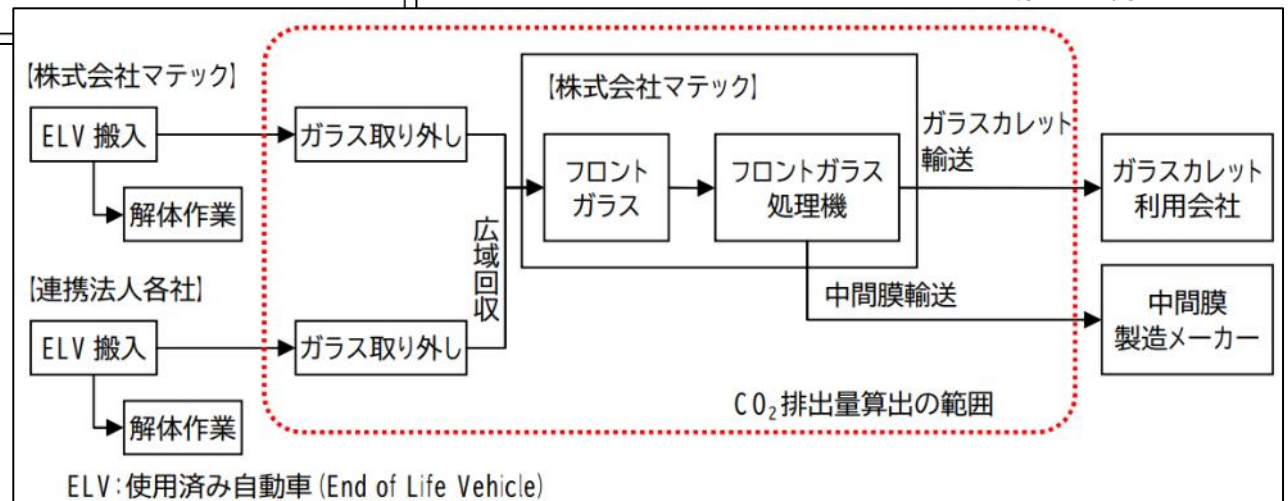 【株式会社マテック】
ELV 搬入
解体作業
ガラス取り外し
【連携法人各社】
ELV 搬入
解体作業
ガラス取り外し
広域回収
【株式会社マテック】
フロント
ガラス
フロントガラス
処理機
ガラスカレット
輸送
中間膜輸送
ガラスカレット
利用会社
中間膜
製造メーカー
CO₂排出量算出の範囲
ELV:使用済み自動車(End of Life Vehicle)